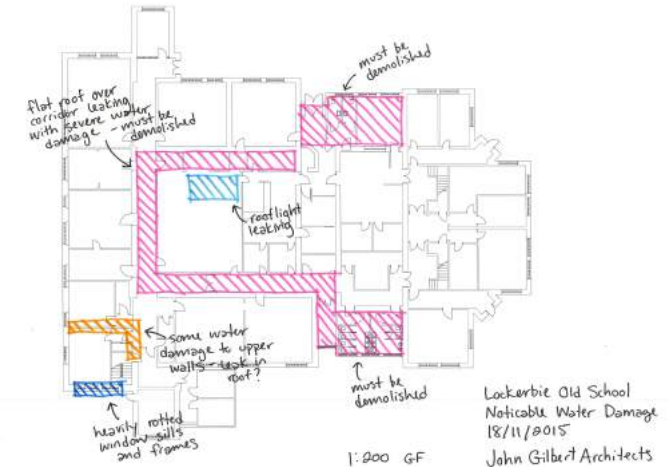 must be
demolished
flat roof over
corridor leaking
with severe water
damage - must be
demolished
rooflight
leaking
some water
damage to upper
walls - leak in
roof?
must be
demolished
heavily rotted
window sills
and frames
Lockerbie Old School
Noticable Water Damage
18/11/2015
1:200 GF
John Gilbert Architects